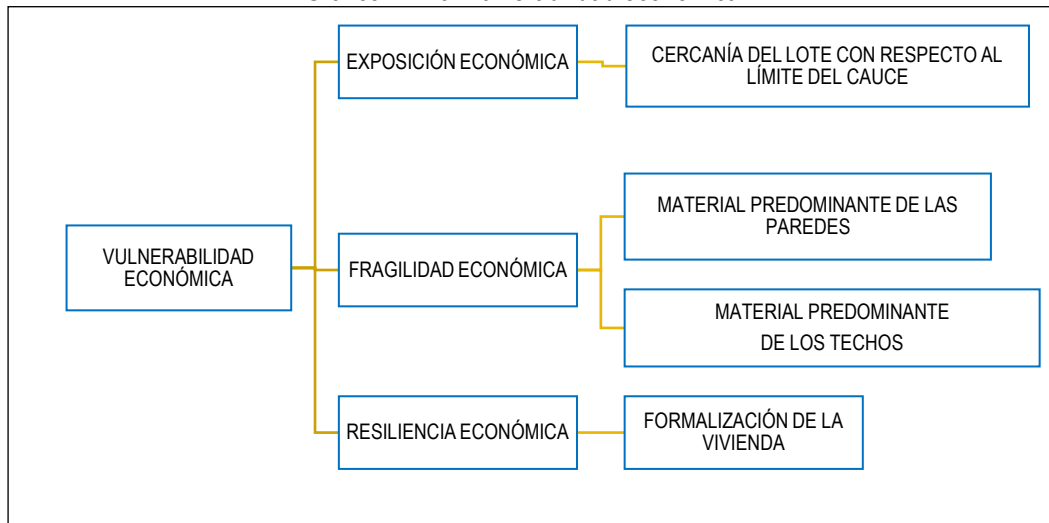 EXPOSICIÓN ECONÓMICA
CERCANÍA DEL LOTE CON RESPECTO AL
LÍMITE DEL CAUCE
VULNERABILIDAD
ECONÓMICA
FRAGILIDAD ECONÓMICA
MATERIAL PREDOMINANTE DE LAS
PAREDES
MATERIAL PREDOMINANTE
DE LOS TECHOS
RESILIENCIA ECONÓMICA
FORMALIZACIÓN DE LA
VIVIENDA